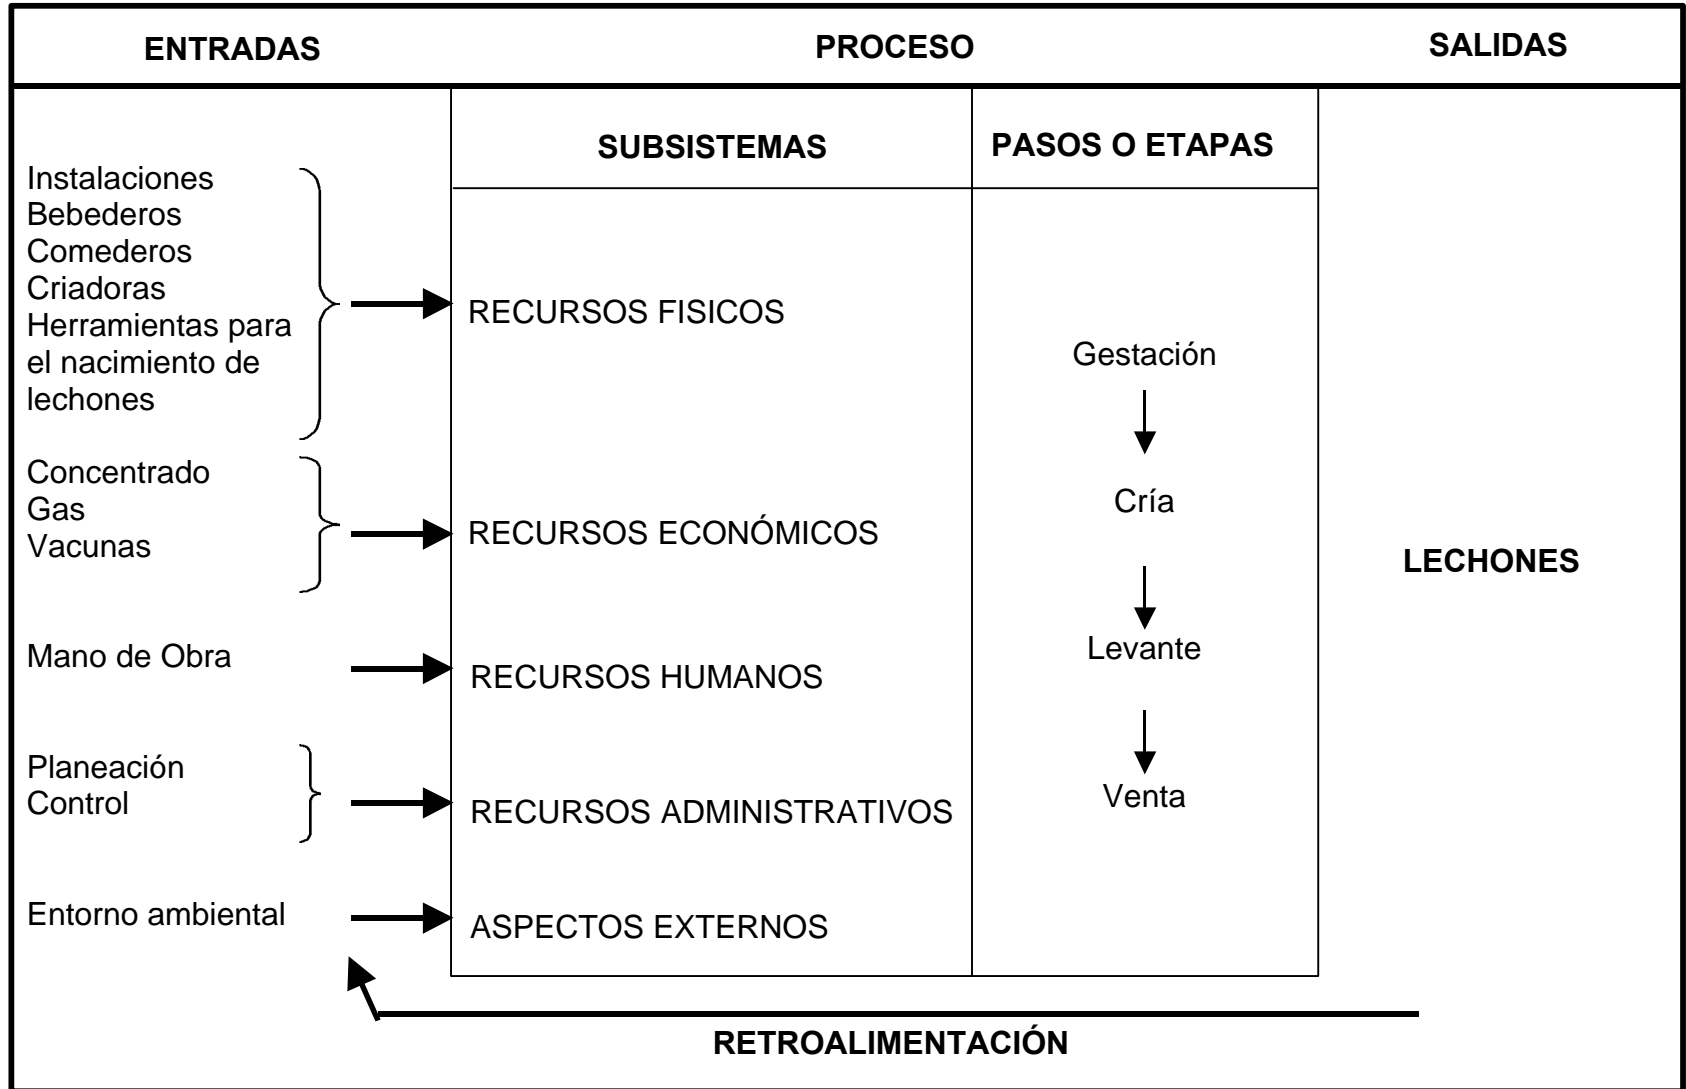 ENTRADAS
PROCESO
SALIDAS
SUBSISTEMAS
PASOS O ETAPAS
Instalaciones
Bebederos
Comederos
Criadoras
Herramientas para
el nacimiento de
lechones
RECURSOS FISICOS
Concentrado
Gas
Vacunas
RECURSOS ECONÓMICOS
Mano de Obra
RECURSOS HUMANOS
Planeación
Control
RECURSOS ADMINISTRATIVOS
Entorno ambiental
ASPECTOS EXTERNOS
Gestación
Cría
Levante
Venta
LECHONES
RETROALIMENTACIÓN